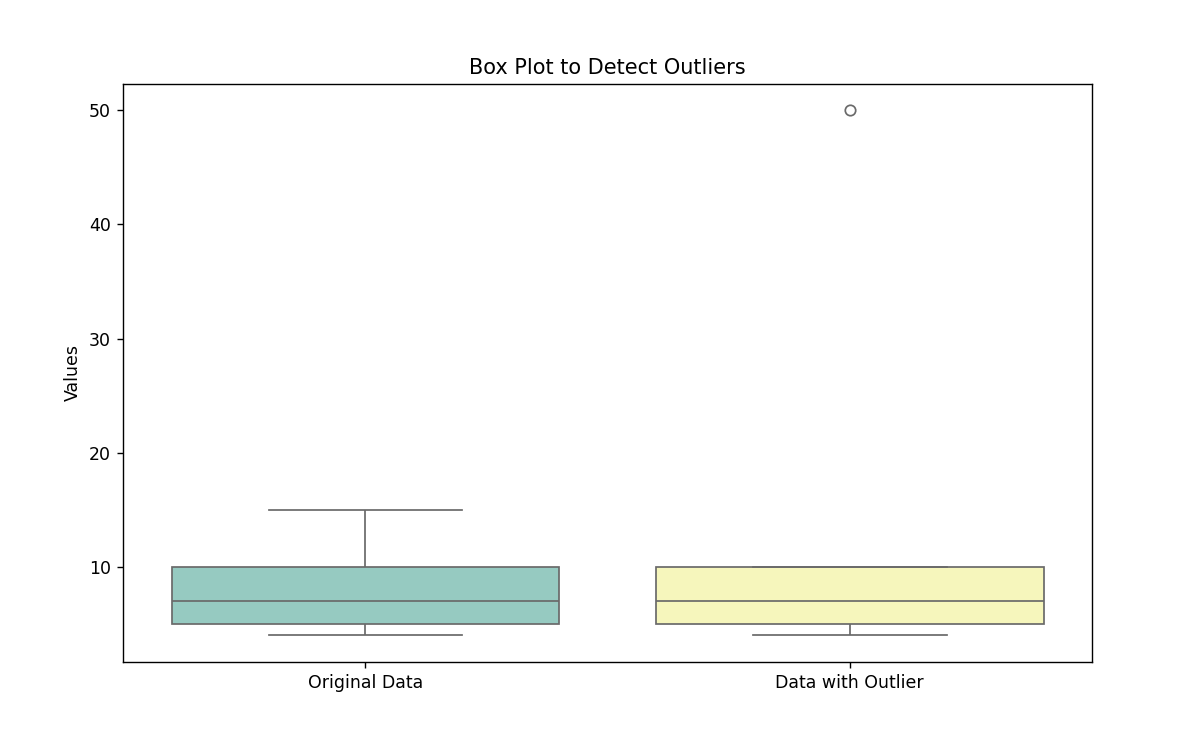 Box Plot to Detect Outliers
50
40
30
20
10
Values
Original Data
Data with Outlier